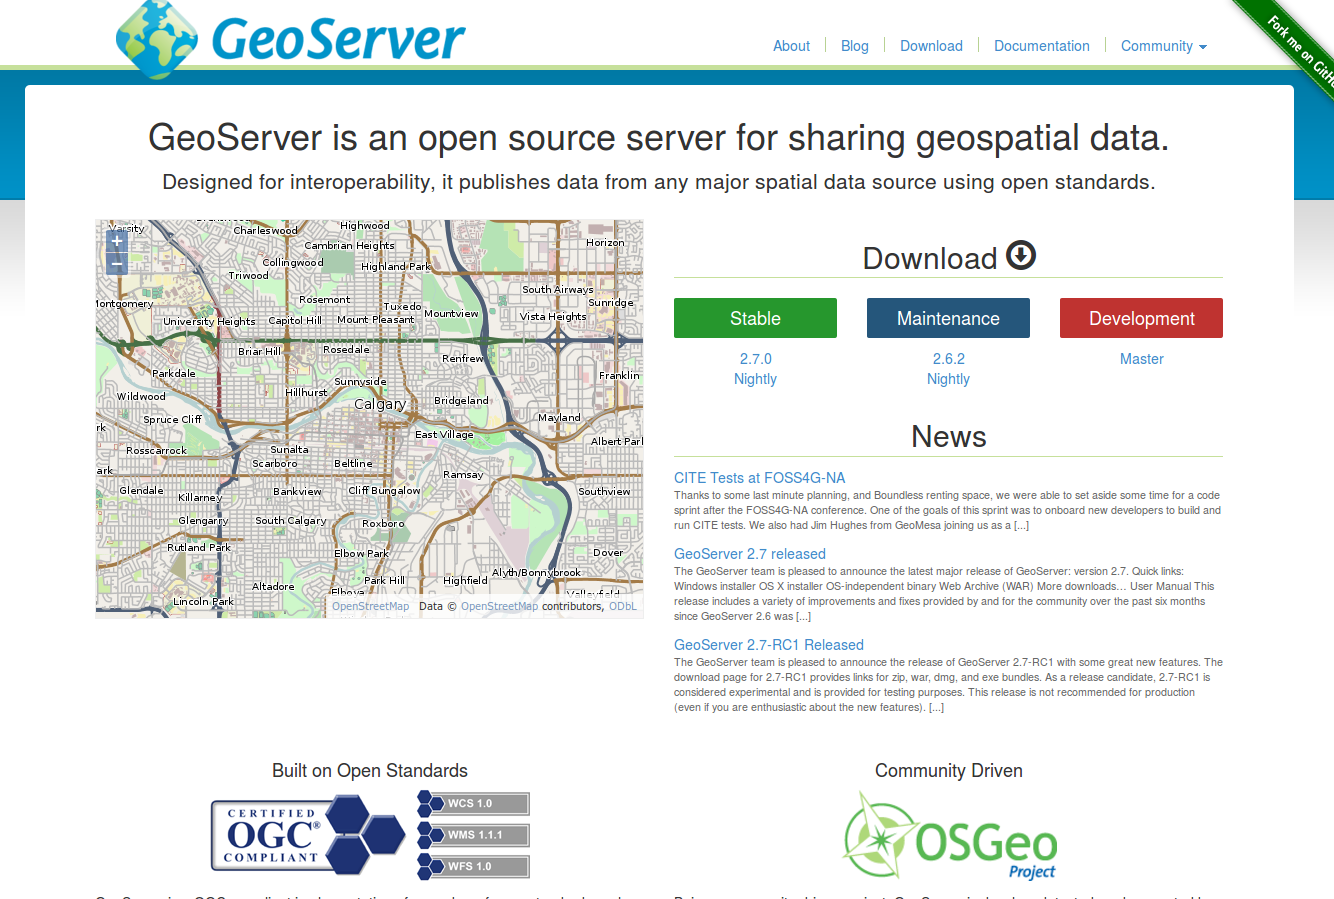 GeoServer
About
Blog
Download
Documentation
Community
Fork me on GitH
GeoServer is an open source server for sharing geospatial data.
Designed for interoperability, it publishes data from any major spatial data source using open standards.
Varsity
Charleswood
Highwood
Cambrian Heights
Horizon
Collingwood
Highland Park
Triwood
South Airways
Montgomery
Rosemont
Tuxedo
Sunridge
University Heights
Capitol Hill
Mount Pleasant
Mountview
Vista Heights
Briar Hill
Rosedale
Renfrew
Parkdale
Sunnyside
Franklin
Wildwood
Hillhurst
Calgary
Bridgeland
Spruce Cliff
Mayland
rk
East Village
Albert Parl
Rosscarrock
Sunalta
Scarboro
Beltline
ark
Ramsay
Glendale
Killarney
Bankview
Cliff Bungalow
Southview
Glengarry
South Calgary
Roxboro
Rutland Park
Elbow Park
Dover
Altadore
Park Hill
Highfield
Alyth/Bonnybrook
Elboya
Valleyfield
Lincoln Park
+
−
OpenStreetMap Data © OpenStreetMap contributors, ODbL
Download
Stable
Maintenance
Development
2.7.0
2.6.2
Master
Nightly
Nightly
News
CITE Tests at FOSS4G-NA
Thanks to some last minute planning, and Boundless renting space, we were able to set aside some time for a code
sprint after the FOSS4G-NA conference. One of the goals of this sprint was to onboard new developers to build and
run CITE tests. We also had Jim Hughes from GeoMesa joining us as a [...]
GeoServer 2.7 released
The GeoServer team is pleased to announce the latest major release of GeoServer: version 2.7. Quick links:
Windows installer OS X installer OS-independent binary Web Archive (WAR) More downloads… User Manual This
release includes a variety of improvements and fixes provided by and for the community over the past six months
since GeoServer 2.6 was [...]
GeoServer 2.7-RC1 Released
The GeoServer team is pleased to announce the release of GeoServer 2.7-RC1 with some great new features. The
download page for 2.7-RC1 provides links for zip, war, dmg, and exe bundles. As a release candidate, 2.7-RC1 is
considered experimental and is provided for testing purposes. This release is not recommended for production
(even if you are enthusiastic about the new features). [...]
Built on Open Standards
CERTIFIED
OGC®
COMPLIANT
WCS 1.0
WMS 1.1.1
WFS 1.0
Community Driven
OSGeo
Project